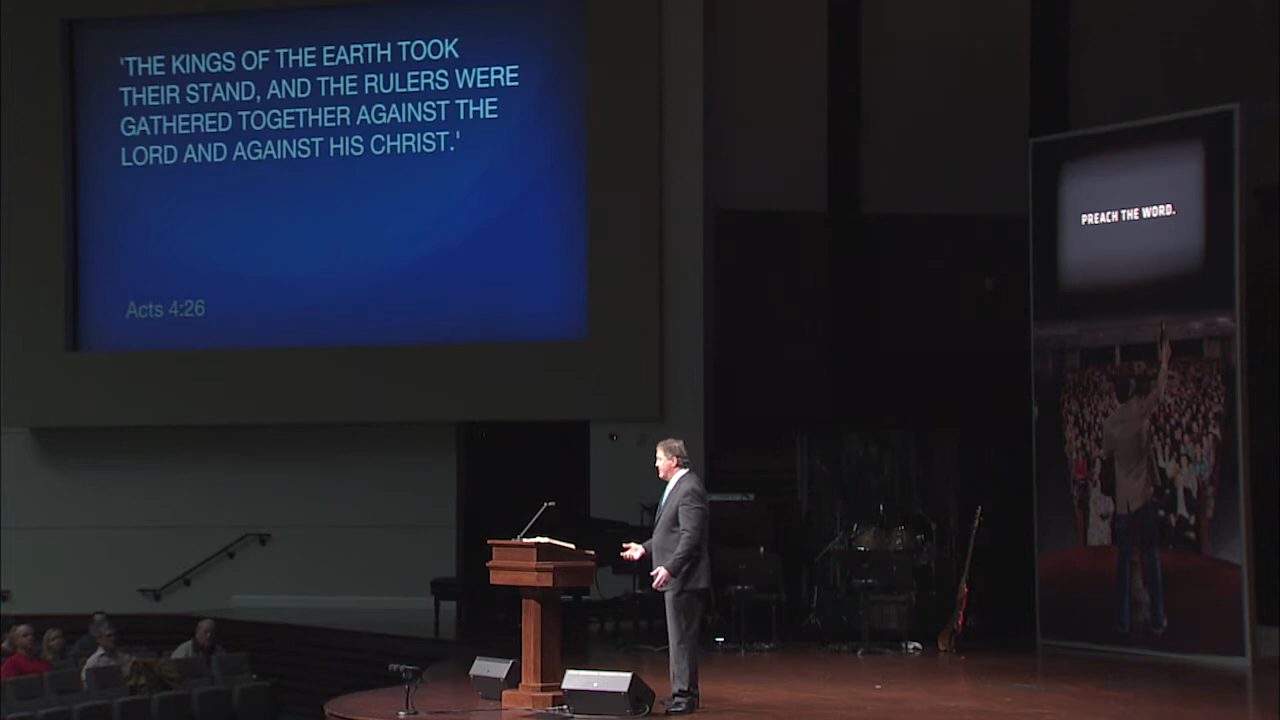 'THE KINGS OF THE EARTH TOOK
THEIR STAND, AND THE RULERS WERE
GATHERED TOGETHER AGAINST THE
LORD AND AGAINST HIS CHRIST.'
Acts 4:26
PREACH THE WORD.